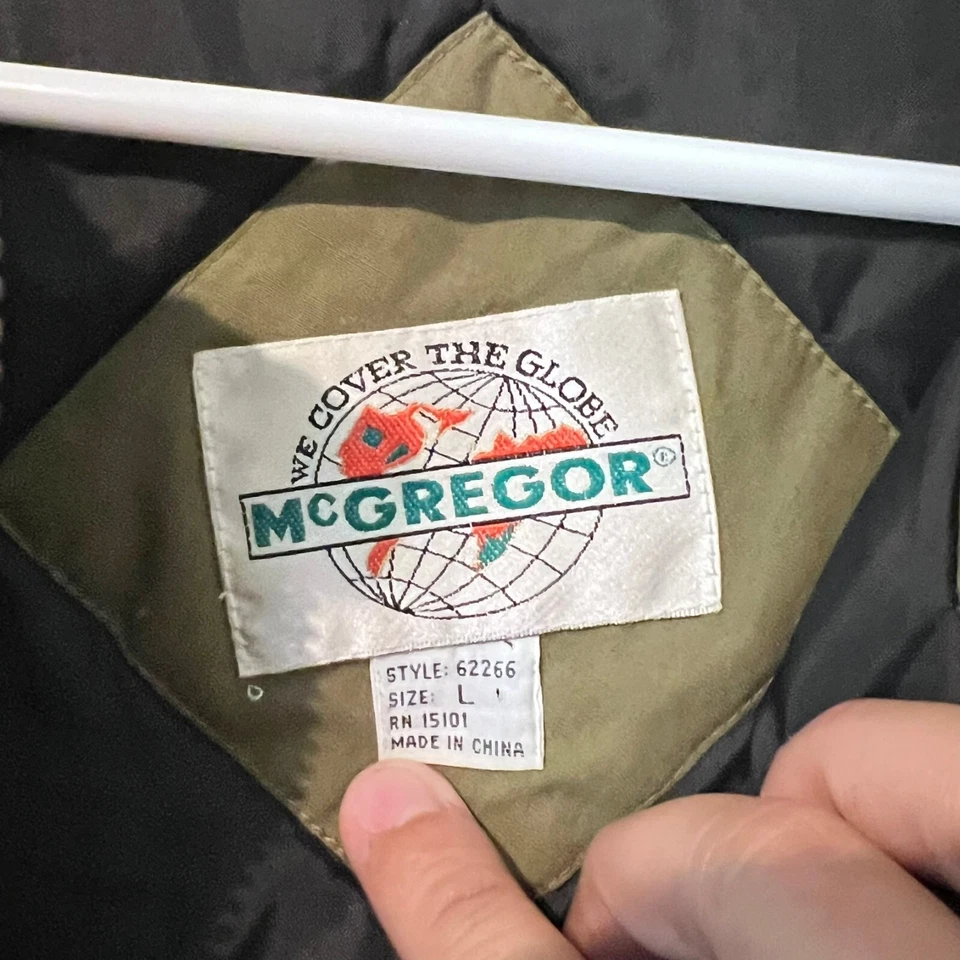 WE COVER THE GLOBE
McGREGOR®
STYLE: 62266
SIZE: L
RN 15101
MADE IN CHINA